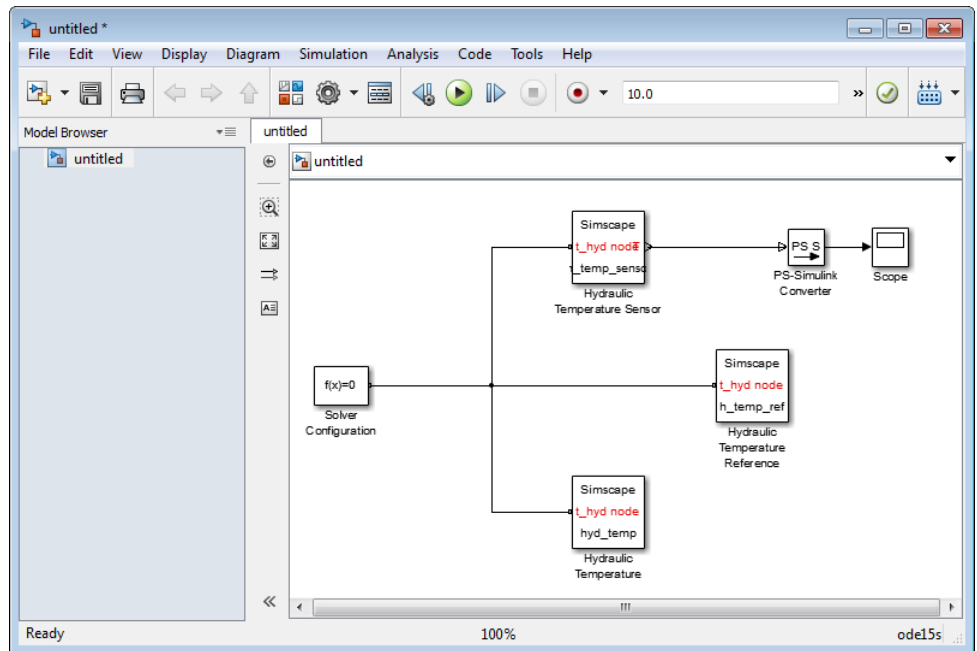 untitled *
File Edit View Display Diagram Simulation Analysis Code Tools Help
10.0 »
Model Browser
untitled
untitled
untitled
Simscape
t_hyd node T
_temp_senso
Hydraulic
Temperature Sensor
PS S
PS-Simulink
Converter
Scope
f(x)=0
Solver
Configuration
Simscape
t_hyd node
h_temp_ref
Hydraulic
Temperature
Reference
Simscape
t_hyd node
hyd_temp
Hydraulic
Temperature
Ready 100% ode15s